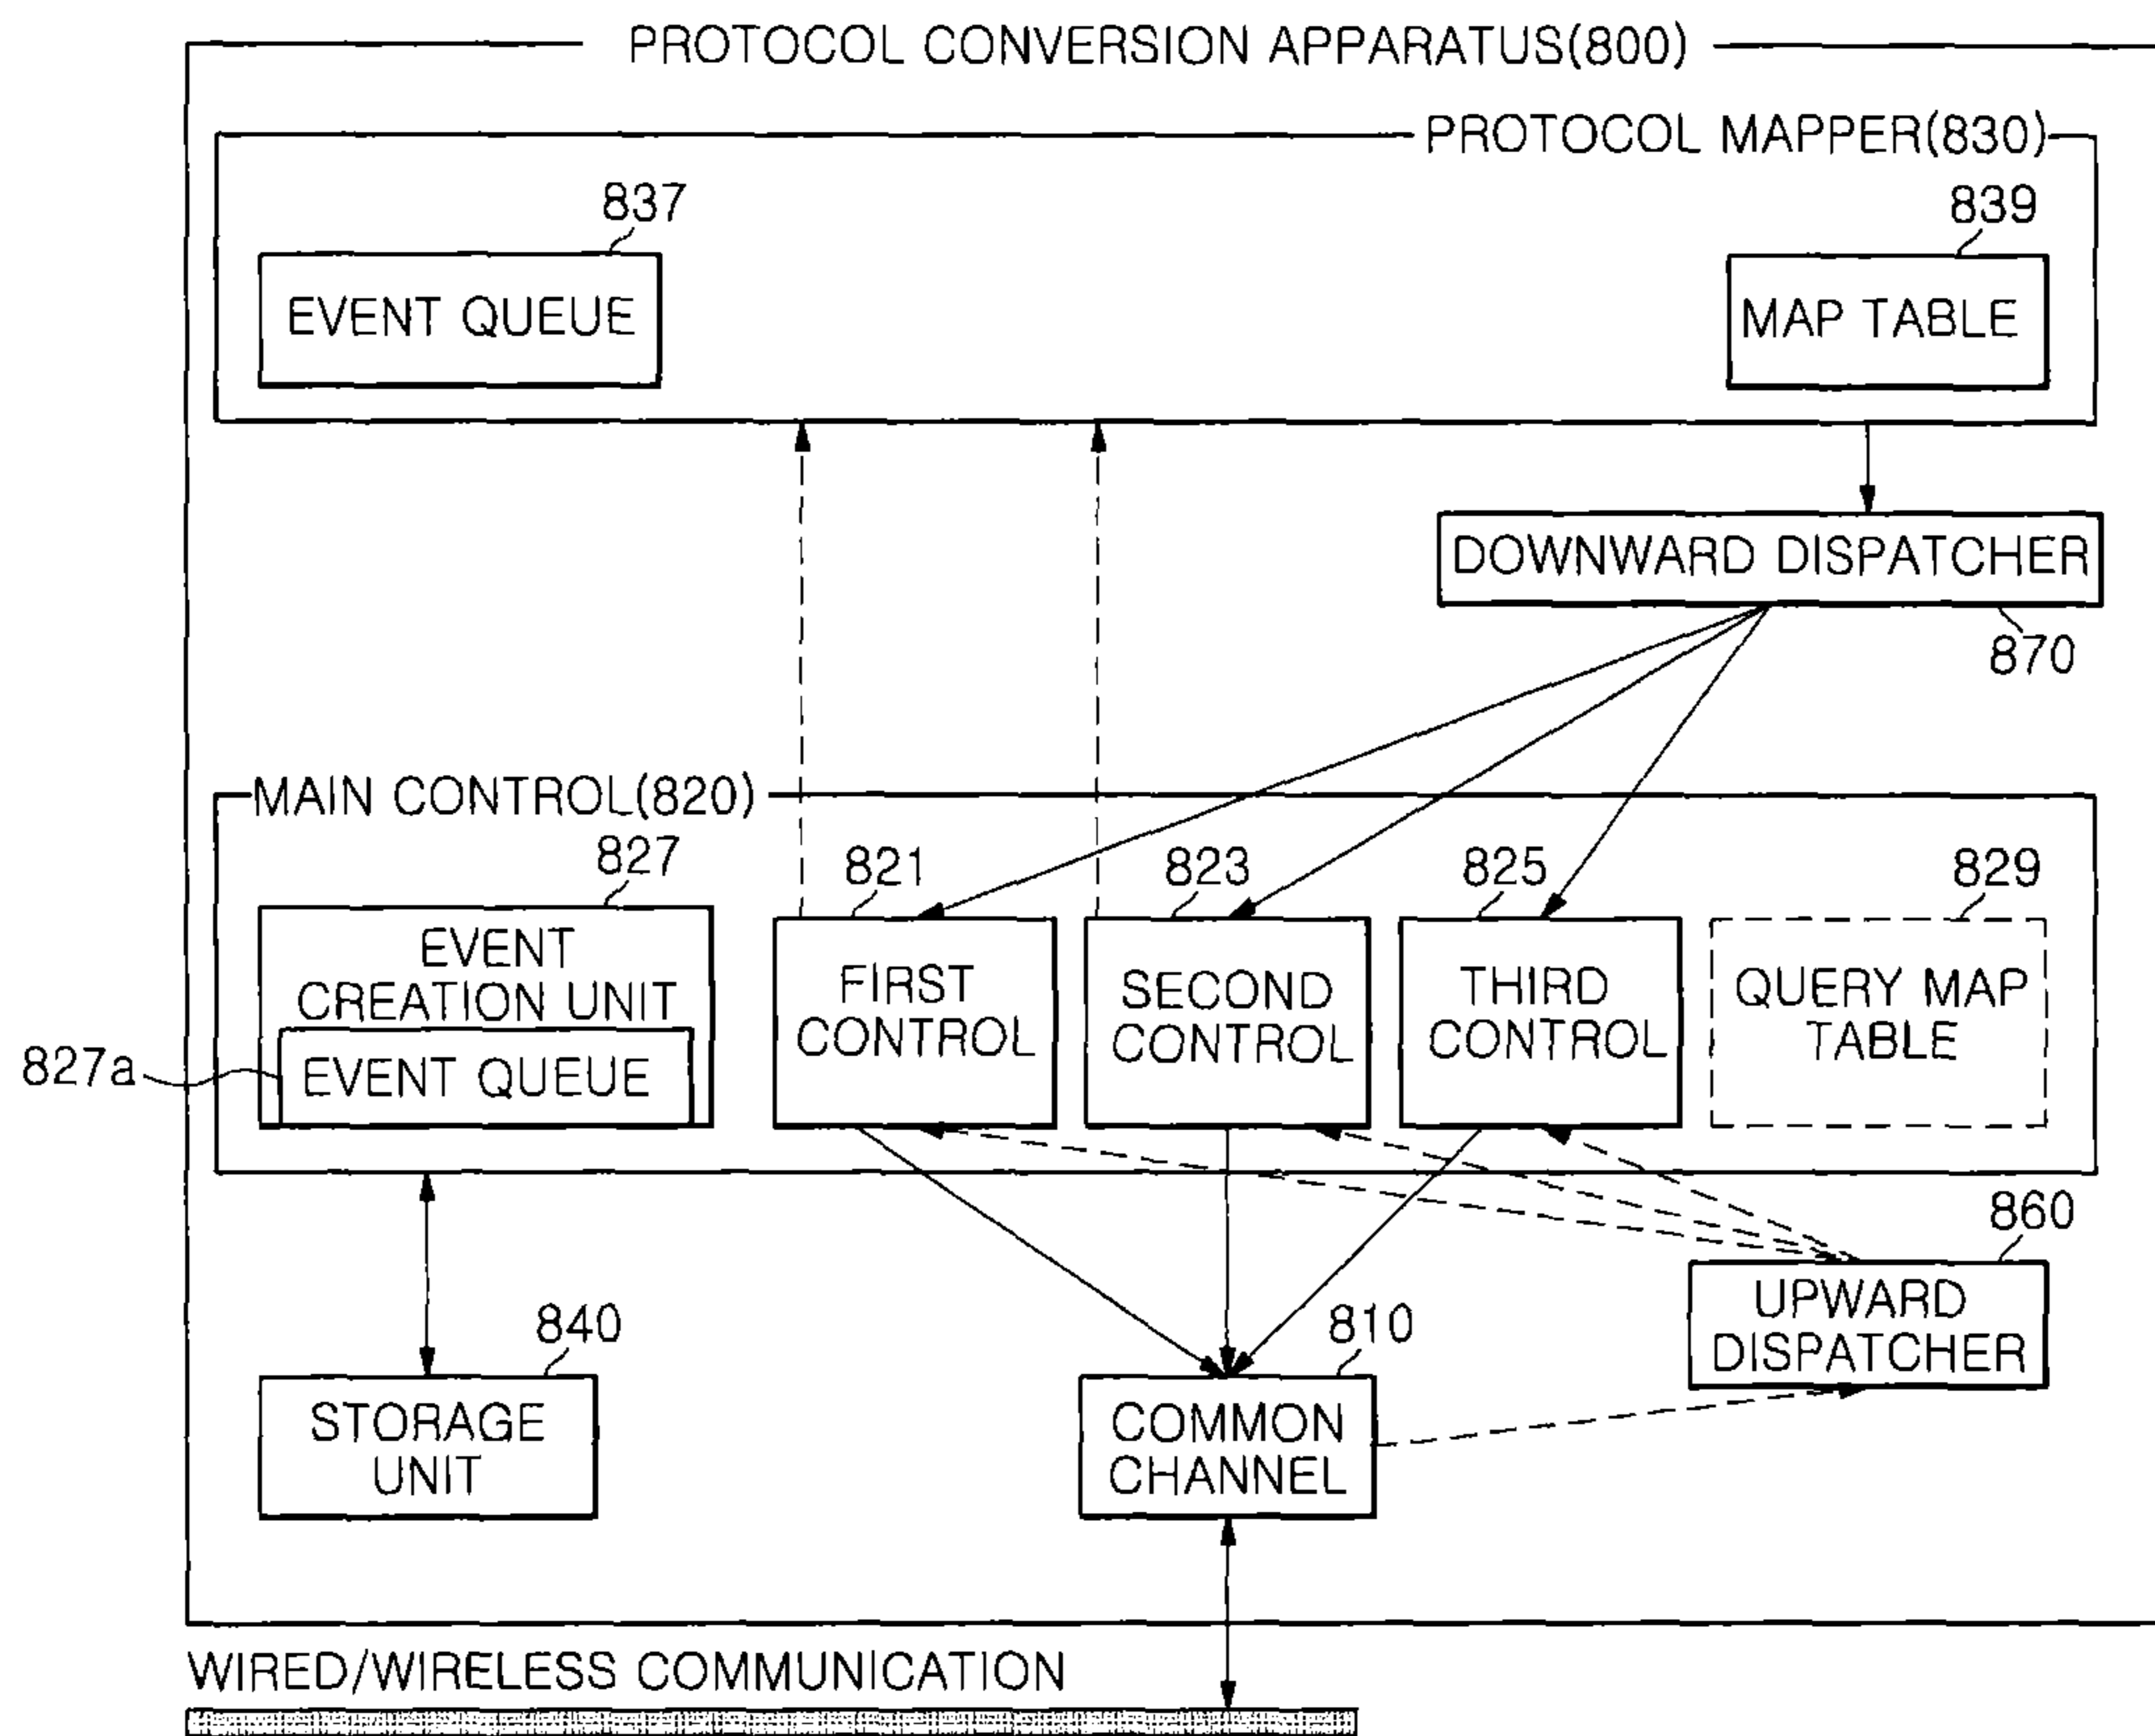 PROTOCOL CONVERSION APPARATUS(800)
PROTOCOL MAPPER(830)
837
839
EVENT QUEUE
MAP TABLE
DOWNWARD DISPATCHER
870
MAIN CONTROL(820)
827
821
823
825
829
EVENT
CREATION UNIT
EVENT QUEUE
827a
FIRST
CONTROL
SECOND
CONTROL
THIRD
CONTROL
QUERY MAP
TABLE
860
UPWARD
DISPATCHER
840
810
STORAGE
UNIT
COMMON
CHANNEL
WIRED/WIRELESS COMMUNICATION